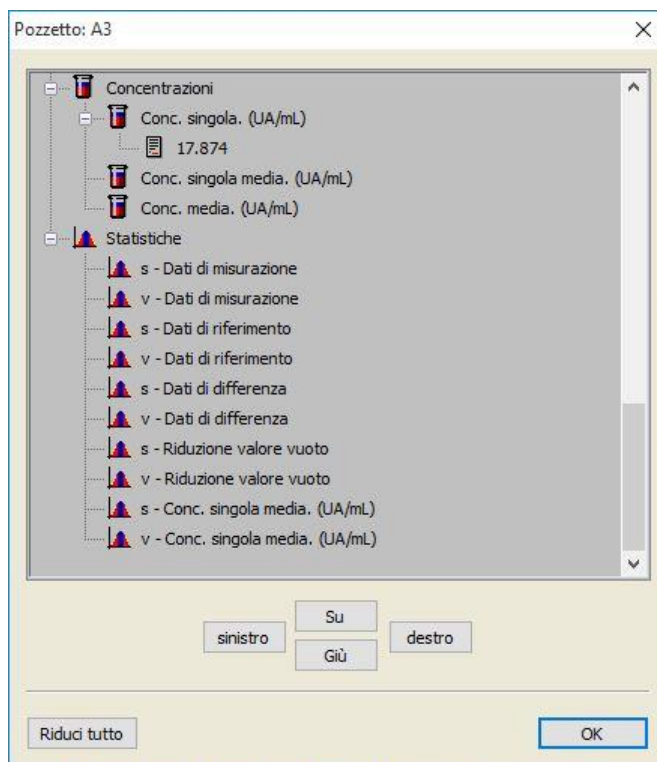 Pozzetto: A3
Concentrazioni
Conc. singola. (UA/mL)
17.874
Conc. singola media. (UA/mL)
Conc. media. (UA/mL)
Statistiche
s - Dati di misurazione
v - Dati di misurazione
s - Dati di riferimento
v - Dati di riferimento
s - Dati di differenza
v - Dati di differenza
s - Riduzione valore vuoto
v - Riduzione valore vuoto
s - Conc. singola media. (UA/mL)
v - Conc. singola media. (UA/mL)
Su
sinistro destro
Giù
Riduci tutto OK